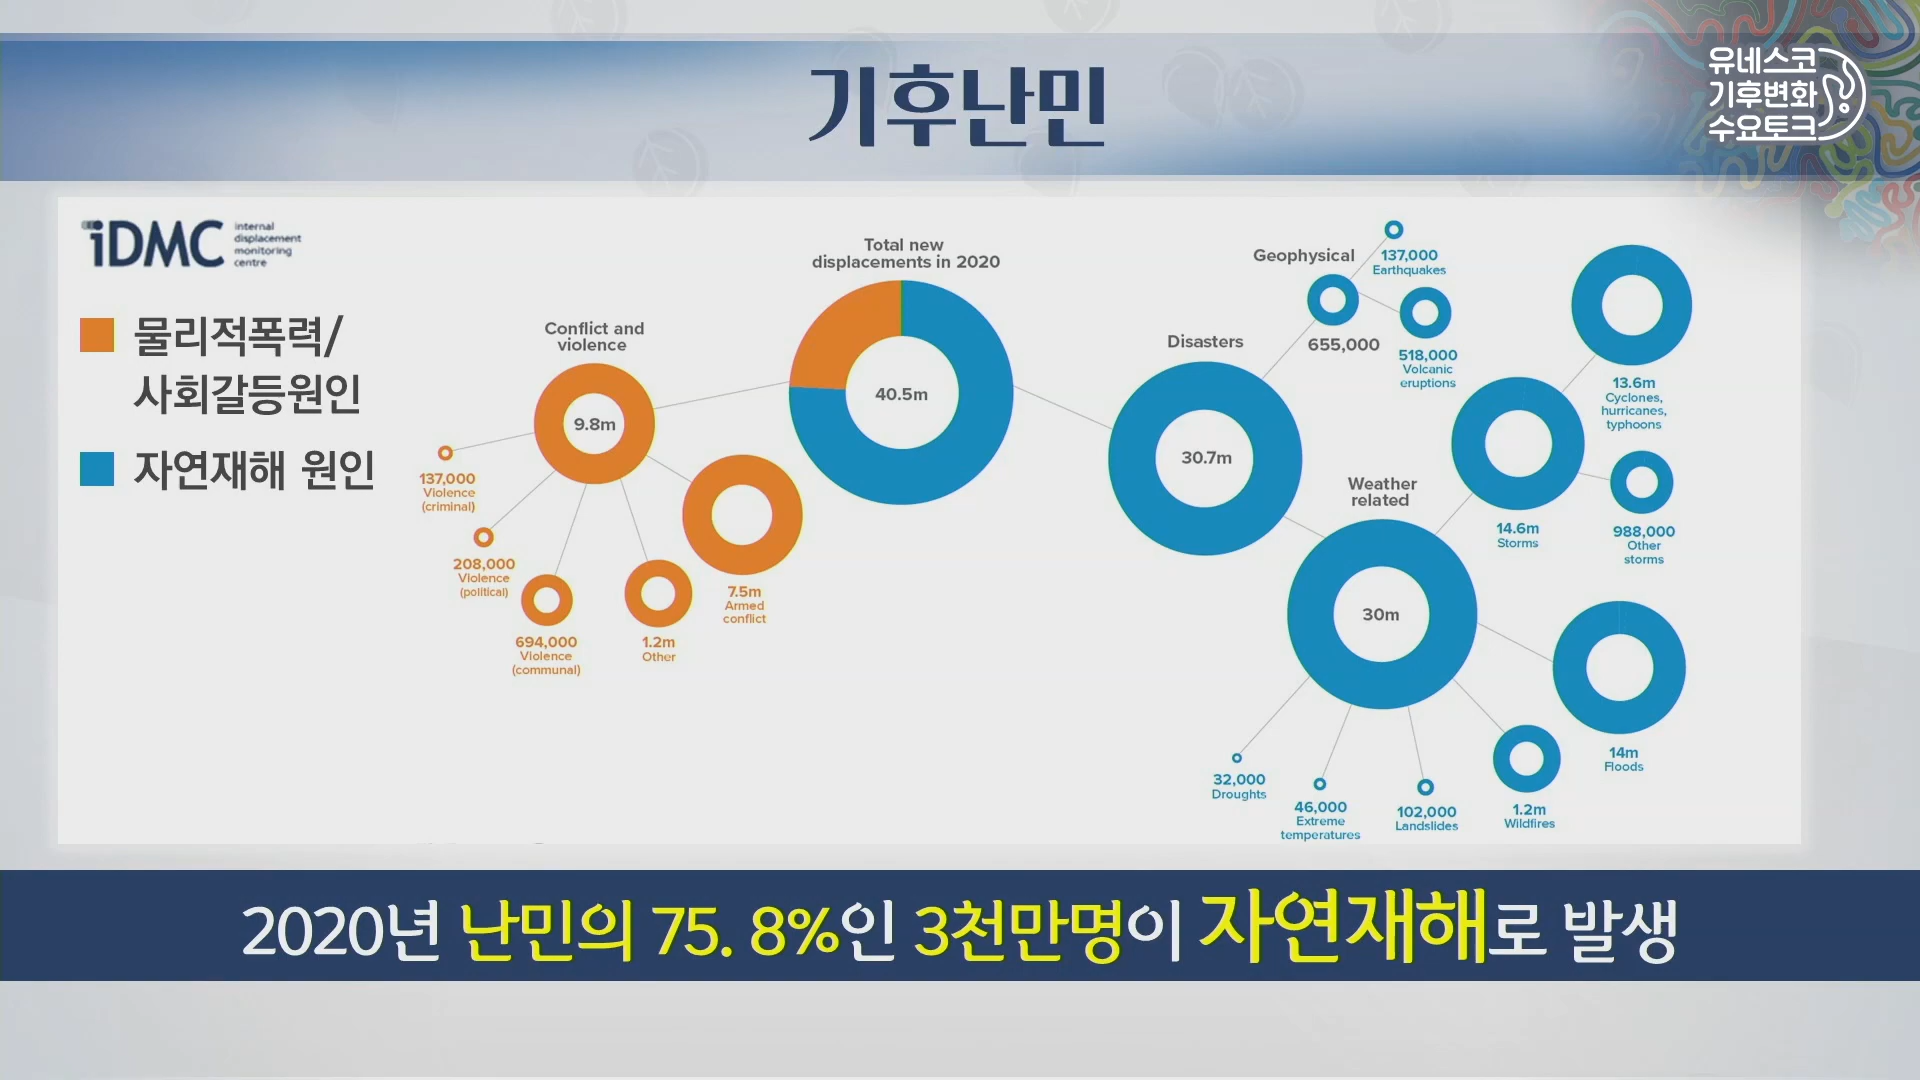 기후난민
유네스코
기후변화
수요토크
iDMC
internal
displacement
monitoring
centre
물리적폭력/
사회갈등원인
자연재해 원인
Total new
displacements in 2020
40.5m
Conflict and
violence
9.8m
137,000
Violence
(criminal)
208,000
Violence
(political)
694,000
Violence
(communal)
1.2m
Other
7.5m
Armed
conflict
Disasters
30.7m
Geophysical
655,000
137,000
Earthquakes
518,000
Volcanic
eruptions
Weather
related
30m
14.6m
Storms
13.6m
Cyclones,
hurricanes,
typhoons
988,000
Other
storms
14m
Floods
1.2m
Wildfires
102,000
Landslides
46,000
Extreme
temperatures
32,000
Droughts
2020년 난민의 75. 8%인 3천만명이 자연재해로 발생